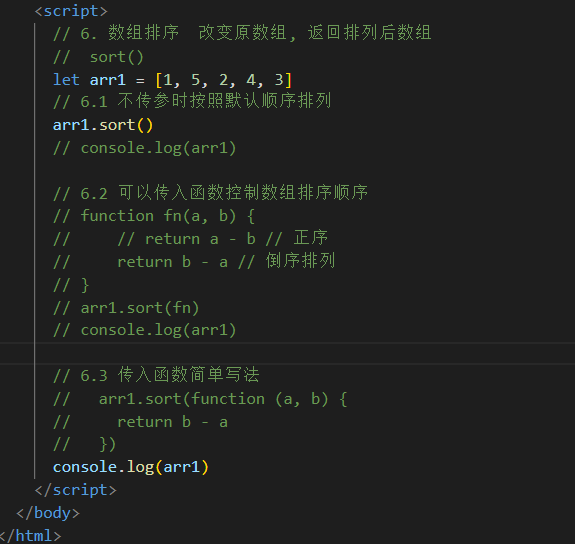 <script>
// 6. 数组排序  改变原数组, 返回排列后数组
//  sort()
let arr1 = [1, 5, 2, 4, 3]
// 6.1 不传参时按照默认顺序排列
arr1.sort()
// console.log(arr1)
// 6.2 可以传入函数控制数组排序顺序
// function fn(a, b) {
//     // return a - b // 正序
//     return b - a // 倒序排列
// }
// arr1.sort(fn)
// console.log(arr1)
// 6.3 传入函数简单写法
//   arr1.sort(function (a, b) {
//     return b - a
//   })
console.log(arr1)
</script>
</body>
</html>